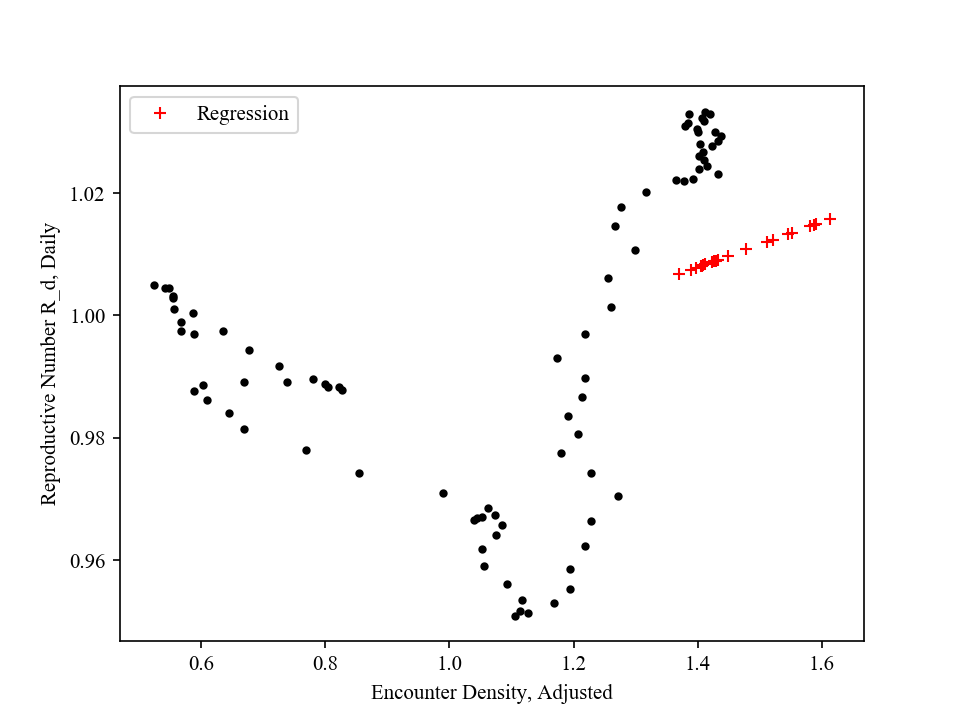 Regression
1.02
1.00
0.98
0.96
Reproductive Number R_d, Daily
0.6 0.8 1.0 1.2 1.4 1.6
Encounter Density, Adjusted